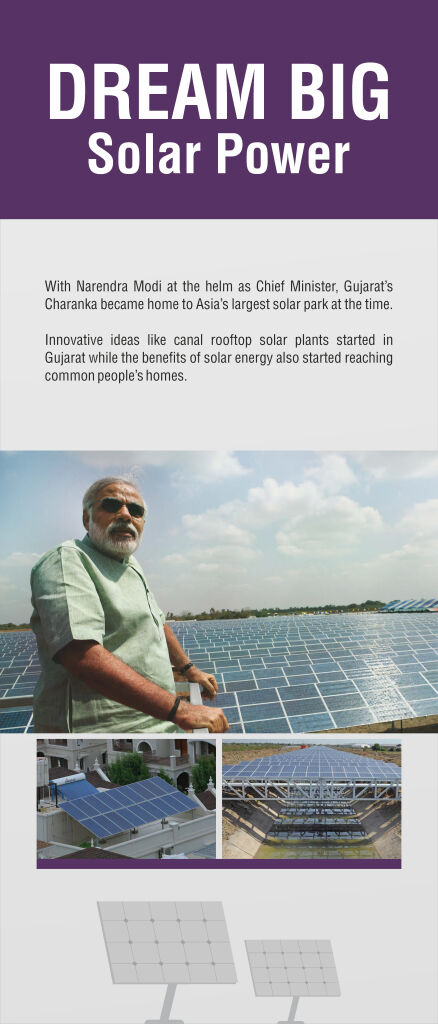 DREAM BIG
Solar Power
With Narendra Modi at the helm as Chief Minister, Gujarat’s
Charanka became home to Asia’s largest solar park at the time.
Innovative ideas like canal rooftop solar plants started in
Gujarat while the benefits of solar energy also started reaching
common people’s homes.